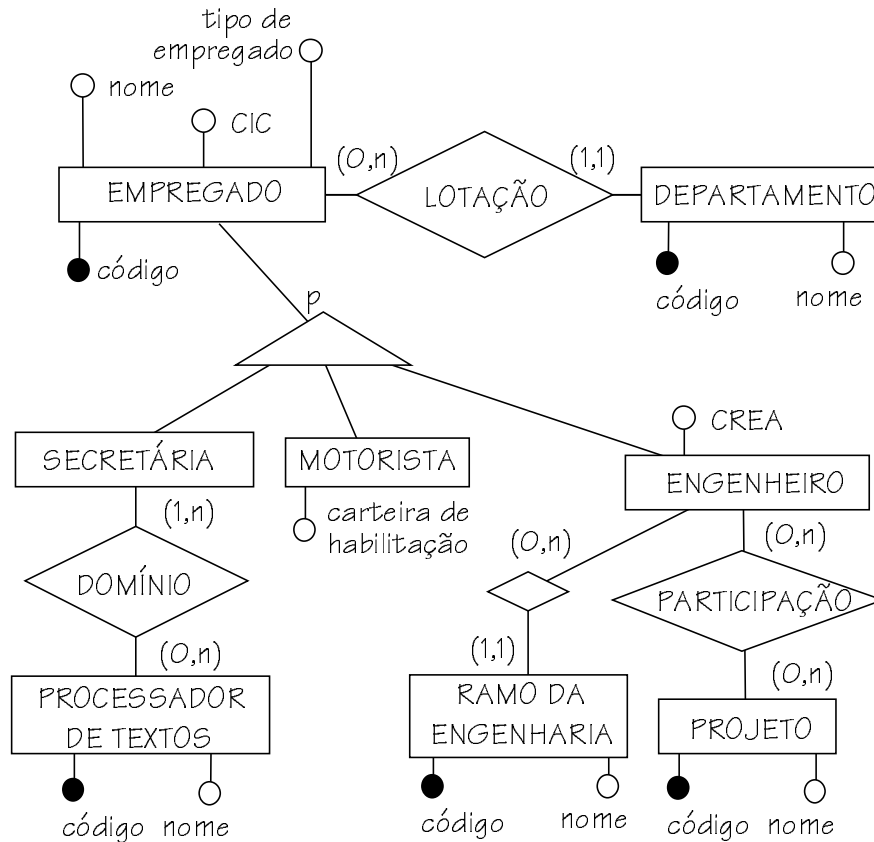 tipo de
empregado
nome
CIC
(0,n)
(1,1)
EMPREGADO
LOTAÇÃO
DEPARTAMENTO
código
código
nome
p
CREA
SECRETÁRIA
MOTORISTA
ENGENHEIRO
(1,n)
carteira de
habilitação
(0,n)
(0,n)
DOMÍNIO
PARTICIPAÇÃO
(0,n)
(1,1)
(0,n)
PROCESSADOR
DE TEXTOS
RAMO DA
ENGENHARIA
PROJETO
código
nome
código
nome
código
nome